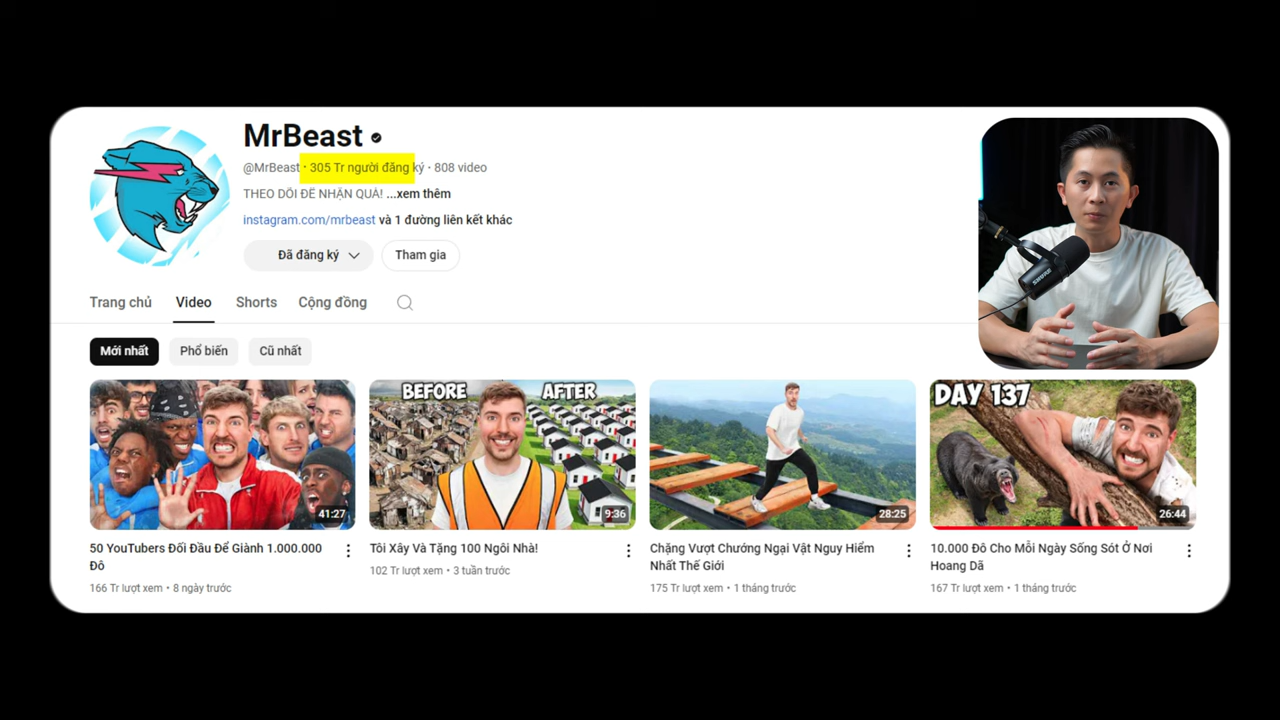 MrBeast
@MrBeast · 305 Tr người đăng ký · 808 video
THEO DÕI ĐỂ NHẬN QUÀ! ...xem thêm
instagram.com/mrbeast và 1 đường liên kết khác
Đã đăng ký
Tham gia
Trang chủ
Video
Shorts
Cộng đồng
Mới nhất
Phổ biến
Cũ nhất
41:27
BEFORE
AFTER
9:36
28:25
DAY 137
26:44
50 YouTubers Đối Đầu Để Giành 1.000.000
Đô
166 Tr lượt xem • 8 ngày trước
Tôi Xây Và Tặng 100 Ngôi Nhà!
102 Tr lượt xem • 3 tuần trước
Chặng Vượt Chướng Ngại Vật Nguy Hiểm
Nhất Thế Giới
175 Tr lượt xem • 1 tháng trước
10.000 Đô Cho Mỗi Ngày Sống Sót Ở Nơi
Hoang Dã
167 Tr lượt xem • 1 tháng trước
SHURE